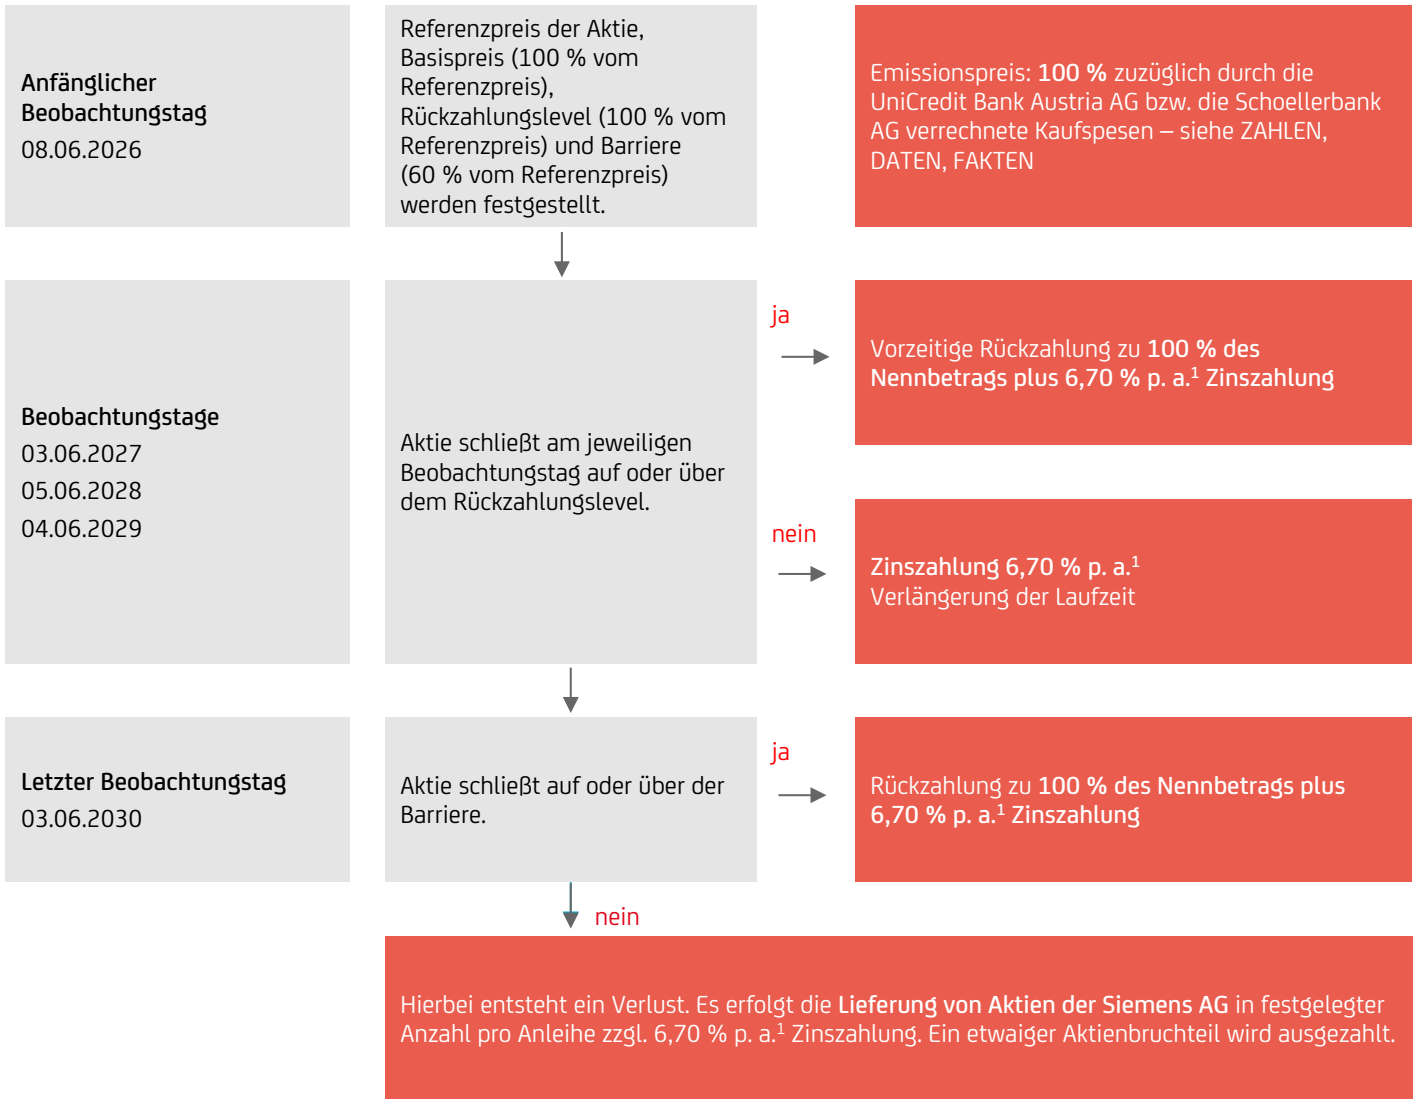 Anfänglicher
Beobachtungstag
08.06.2026
Referenzpreis der Aktie,
Basispreis (100 % vom
Referenzpreis),
Rückzahlungslevel (100 % vom
Referenzpreis) und Barriere
(60 % vom Referenzpreis)
werden festgestellt.
Emissionspreis: 100 % zuzüglich durch die
UniCredit Bank Austria AG bzw. die Schoellerbank
AG verrechnete Kaufspesen – siehe ZAHLEN,
DATEN, FAKTEN
Beobachtungstage
03.06.2027
05.06.2028
04.06.2029
Aktie schließt am jeweiligen
Beobachtungstag auf oder über
dem Rückzahlungslevel.
ja
Vorzeitige Rückzahlung zu 100 % des
Nennbetrags plus 6,70 % p. a.¹ Zinszahlung
nein
Zinszahlung 6,70 % p. a.¹
Verlängerung der Laufzeit
Letzter Beobachtungstag
03.06.2030
Aktie schließt auf oder über der
Barriere.
ja
Rückzahlung zu 100 % des Nennbetrags plus
6,70 % p. a.¹ Zinszahlung
nein
Hierbei entsteht ein Verlust. Es erfolgt die Lieferung von Aktien der Siemens AG in festgelegter
Anzahl pro Anleihe zzgl. 6,70 % p. a.¹ Zinszahlung. Ein etwaiger Aktienbruchteil wird ausgezahlt.